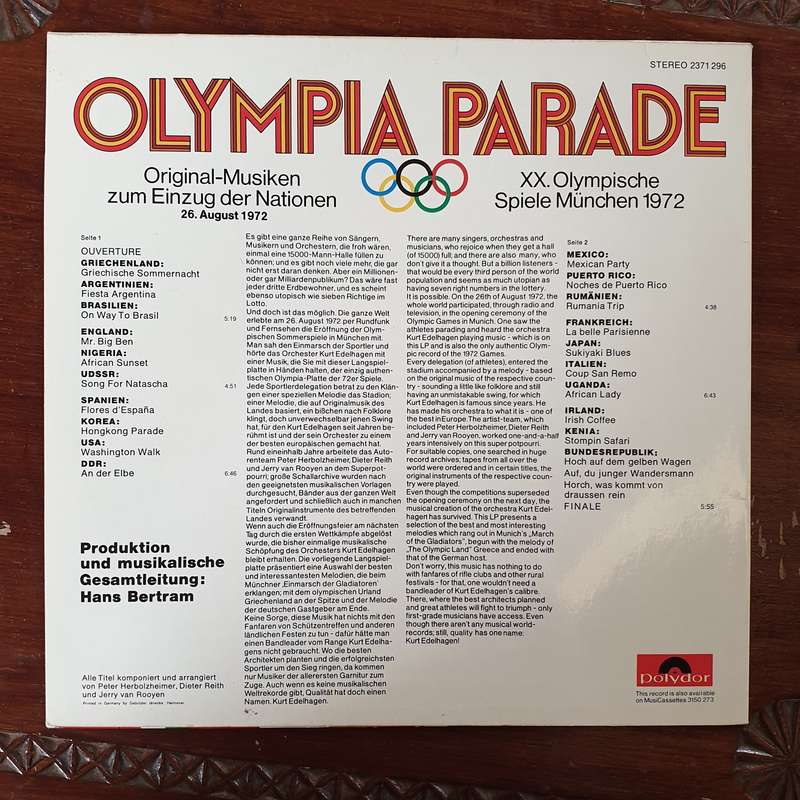 STEREO 2371 296
OLYMPIA PARADE
Original-Musiken
zum Einzug der Nationen
26. August 1972
XX. Olympische
Spiele München 1972
Seite 1
OUVERTURE
GRIECHENLAND:
Griechische Sommernacht
ARGENTINIEN:
Fiesta Argentina
BRASILIEN:
On Way To Brasil 5:19
ENGLAND:
Mr. Big Ben
NIGERIA:
African Sunset
UDSSR:
Song For Natascha 4:51
SPANIEN:
Flores d'España
KOREA:
Hongkong Parade
USA:
Washington Walk
DDR:
An der Elbe 6:46
Produktion
und musikalische
Gesamtleitung:
Hans Bertram
Alle Titel komponiert und arrangiert
von Peter Herbolzheimer, Dieter Reith
und Jerry van Rooyen
Printed in Germany by Gebrüder Jänecke, Hannover
Es gibt eine ganze Reihe von Sängern,
Musikern und Orchestern, die froh wären,
einmal eine 15000-Mann-Halle füllen zu
können; und es gibt noch viele mehr, die gar
nicht erst daran denken. Aber ein Millionen-
oder gar Milliardenpublikum? Das wäre fast
jeder dritte Erdbewohner, und es scheint
ebenso utopisch wie sieben Richtige im
Lotto.
Und doch ist das möglich. Die ganze Welt
erlebte am 26. August 1972 per Rundfunk
und Fernsehen die Eröffnung der Olym-
pischen Sommerspiele in München mit.
Man sah den Einmarsch der Sportler und
hörte das Orchester Kurt Edelhagen mit
einer Musik, die Sie mit dieser Langspiel-
platte in Händen halten, der einzig authen-
tischen Olympia-Platte der 72er Spiele.
Jede Sportlerdelegation betrat zu den Klän-
gen einer speziellen Melodie das Stadion;
einer Melodie, die auf Originalmusik des
Landes basiert, ein bißchen nach Folklore
klingt, doch unverwechselbar jenen Swing
hat, für den Kurt Edelhagen seit Jahren be-
rühmt ist und der sein Orchester zu einem
der besten europäischen gemacht hat.
Rund eineinhalb Jahre arbeitete das Auto-
renteam Peter Herbolzheimer, Dieter Reith
und Jerry van Rooyen an dem Superpot-
pourri; große Schallarchive wurden nach
den geeignetsten musikalischen Vorlagen
durchgesucht, Bänder aus der ganzen Welt
angefordert und schließlich auch in manchen
Titeln Originalinstrumente des betreffenden
Landes verwandt.
Wenn auch die Eröffnungsfeier am nächsten
Tag durch die ersten Wettkämpfe abgelöst
wurde, die bisher einmalige musikalische
Schöpfung des Orchesters Kurt Edelhagen
bleibt erhalten. Die vorliegende Langspiel-
platte präsentiert eine Auswahl der besten
und interessantesten Melodien, die beim
Münchner „Einmarsch der Gladiatoren"
erklangen; mit dem olympischen Urland
Griechenland an der Spitze und der Melodie
der deutschen Gastgeber am Ende.
Keine Sorge, diese Musik hat nichts mit den
Fanfaren von Schützentreffen und anderen
ländlichen Festen zu tun - dafür hätte man
einen Bandleader vom Range Kurt Edelha-
gens nicht gebraucht. Wo die besten
Architekten planten und die erfolgreichsten
Sportler um den Sieg ringen, da kommen
nur Musiker der allerersten Garnitur zum
Zuge. Auch wenn es keine musikalischen
Weltrekorde gibt, Qualität hat doch einen
Namen. Kurt Edelhagen.
There are many singers, orchestras and
musicians, who rejoice when they get a hall
(of 15000) full, and there are also many, who
don't give it a thought. But a billion listeners -
that would be every third person of the world
population and seems as much utopian as
having seven right numbers in the lottery.
It is possible. On the 26th of August 1972, the
whole world participated, through radio and
television, in the opening ceremony of the
Olympic Games in Munich. One saw the
athletes parading and heard the orchestra
Kurt Edelhagen playing music - which is on
this LP and is also the only authentic Olym-
pic record of the 1972 Games.
Every delegation (of athletes), entered the
stadium accompanied by a melody - based
on the original music of the respective coun-
try - sounding a little like folklore and still
having an unmistakable swing, for which
Kurt Edelhagen is famous since years. He
has made his orchestra to what it is - one of
the best in Europe. The artist-team, which
included Peter Herbolzheimer, Dieter Reith
and Jerry van Rooyen, worked one-and-a-half
years intensively on this super potpourri.
For suitable copies, one searched in huge
record archives; tapes from all over the
world were ordered and in certain titles, the
original instruments of the respective coun-
try were played.
Even though the competitions superseded
the opening ceremony on the next day, the
musical creation of the orchestra Kurt Edel-
hagen has survived. This LP presents a
selection of the best and most interesting
melodies which rang out in Munich's „March
of the Gladiators", begun with the melody of
„The Olympic Land" Greece and ended with
that of the German host.
Don't worry, this music has nothing to do
with fanfares of rifle clubs and other rural
festivals - for that, one wouldn't need a
bandleader of Kurt Edelhagen's calibre.
There, where the best architects planned
and great athletes will fight to triumph - only
first-grade musicians have access. Even
though there aren't any musical world-
records; still, quality has one name:
Kurt Edelhagen!
Seite 2
MEXICO:
Mexican Party
PUERTO RICO:
Noches de Puerto Rico
RUMÄNIEN:
Rumania Trip 4:38
FRANKREICH:
La belle Parisienne
JAPAN:
Sukiyaki Blues
ITALIEN:
Coup San Remo
UGANDA:
African Lady 6:43
IRLAND:
Irish Coffee
KENIA:
Stompin Safari
BUNDESREPUBLIK:
Hoch auf dem gelben Wagen
Auf, du junger Wandersmann
Horch, was kommt von
draussen rein
FINALE 5:55
polydor
This record is also available
on MusiCassettes 3150 273